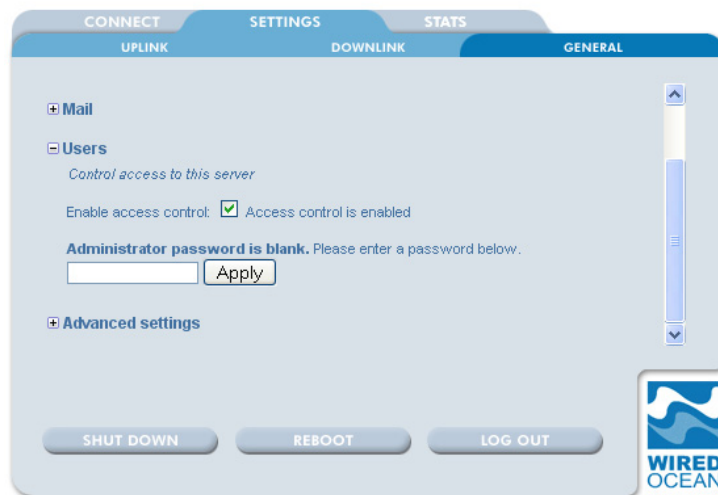 CONNECT SETTINGS STATS
UPLINK DOWNLINK GENERAL
Mail
Users
Control access to this server
Enable access control: Access control is enabled
Administrator password is blank. Please enter a password below.
Apply
Advanced settings
SHUT DOWN REBOOT LOG OUT
WIRED
OCEAN